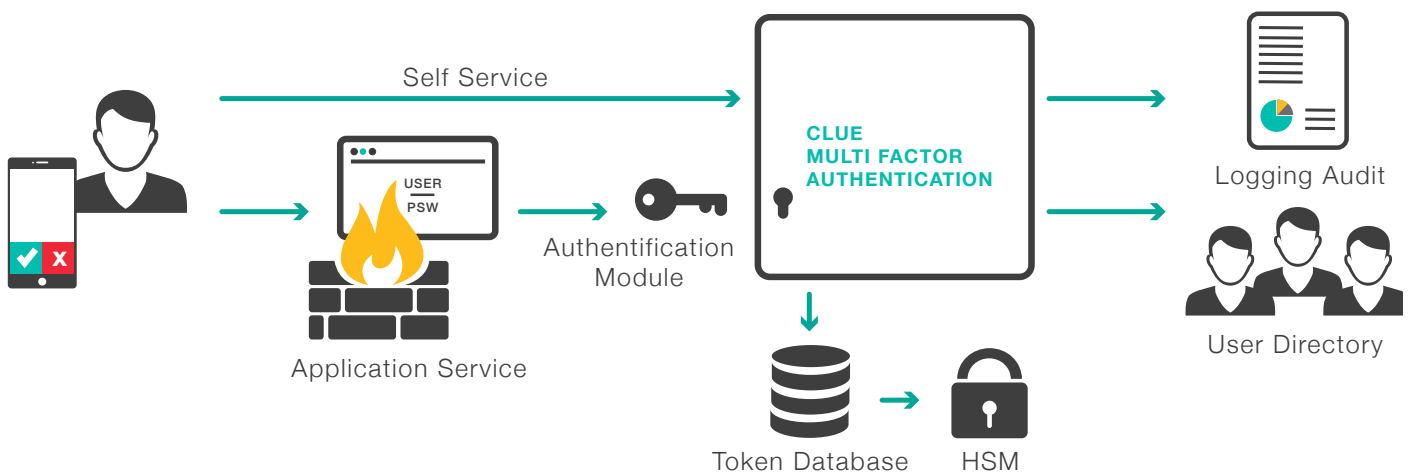 Self Service
USER
PSW
Application Service
Authentification
Module
CLUE
MULTI FACTOR
AUTHENTICATION
Token Database
HSM
Logging Audit
User Directory